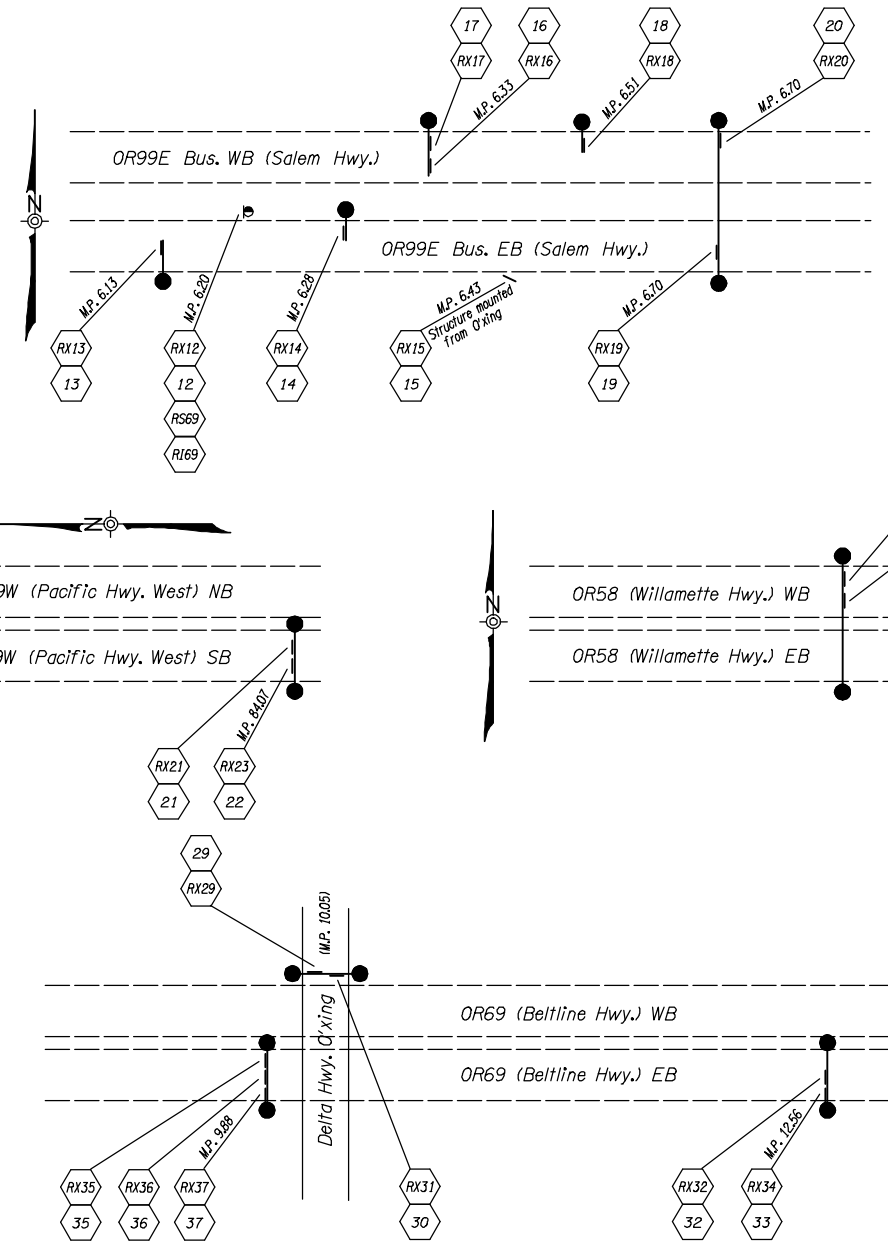 17
16
18
20
RX17
RX16
RX18
RX20
M.P. 6.33
M.P. 6.51
M.P. 6.70
OR99E Bus. WB (Salem Hwy.)
N
OR99E Bus. EB (Salem Hwy.)
M.P. 6.13
M.P. 6.20
M.P. 6.28
M.P. 6.43
Structure mounted
from O'xing
M.P. 6.70
RX13
RX12
RX14
RX15
RX19
13
12
14
15
19
RS69
RI69
N
9W (Pacific Hwy. West) NB
9W (Pacific Hwy. West) SB
M.P. 84.07
RX21
RX23
21
22
N
OR58 (Willamette Hwy.) WB
OR58 (Willamette Hwy.) EB
29
RX29
(M.P. 10.05)
Delta Hwy. O'xing
OR69 (Beltline Hwy.) WB
OR69 (Beltline Hwy.) EB
M.P. 9.88
M.P. 12.56
RX35
RX36
RX37
RX31
RX32
RX34
35
36
37
30
32
33